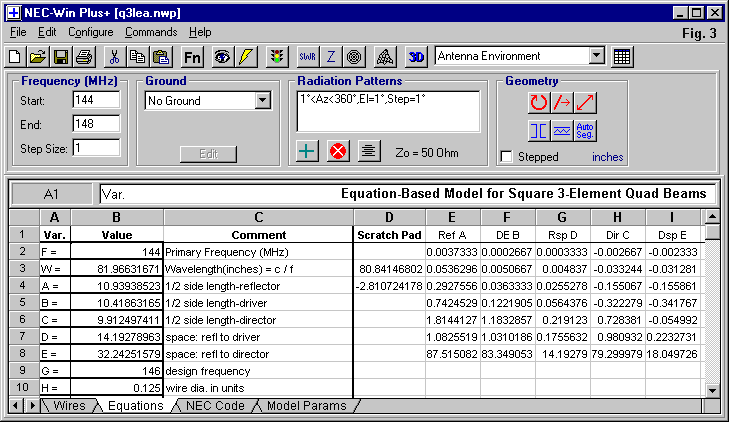 NEC-Win Plus+ [q3lea.nwp]
File Edit Configure Commands Help
Fig. 3
Fn SWR Z 3D Antenna Environment
Frequency (MHz)
Start: 144
End: 148
Step Size: 1
Ground
No Ground
Edit
Radiation Patterns
1°<Az<360°,El=1°,Step=1°
Zo = 50 Ohm
Geometry
Auto Seg.
Stepped inches
A1 Var. Equation-Based Model for Square 3-Element Quad Beams
A B C D E F G H I
1 Var. Value Comment Scratch Pad Ref A DE B Rsp D Dir C Dsp E
2 F = 144 Primary Frequency (MHz) 0.0037333 0.0002667 0.0003333 -0.002667 -0.002333
3 W = 81.96631671 Wavelength(inches) = c / f 80.84146802 0.0536296 0.0050667 0.004837 -0.033244 -0.031281
4 A = 10.93938523 1/2 side length-reflector -2.810724178 0.2927556 0.0363333 0.0255278 -0.155067 -0.155861
5 B = 10.41863165 1/2 side length-driver 0.7424529 0.1221905 0.0564376 -0.322279 -0.341767
6 C = 9.912497411 1/2 side length-director 1.8144127 1.1832857 0.219123 0.728381 -0.054992
7 D = 14.19278963 space: refl to driver 1.0825519 1.0310186 0.1755632 0.980932 0.2232731
8 E = 32.24251579 space: refl to director 87.515082 83.349053 14.19279 79.299979 18.049726
9 G = 146 design frequency
10 H = 0.125 wire dia. in units
Wires Equations NEC Code Model Params